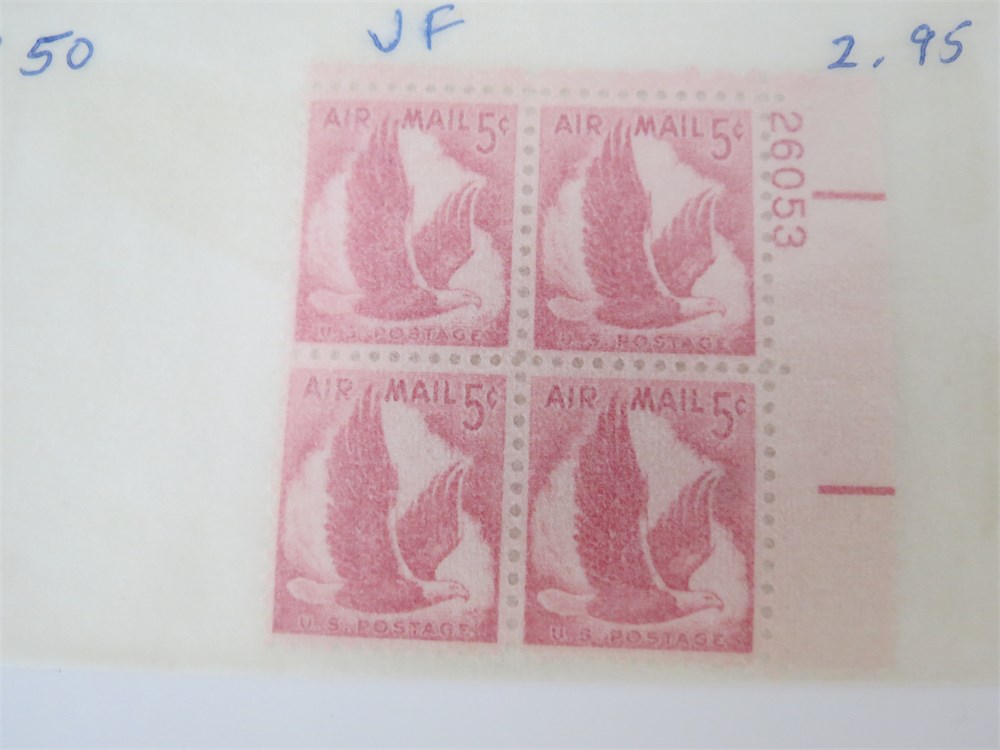 50 VF 2.95
AIR MAIL 5¢ AIR MAIL 5¢
26053
U.S. POSTAGE U.S. POSTAGE
AIR MAIL 5¢ AIR MAIL 5¢
U.S. POSTAGE U.S. POSTAGE